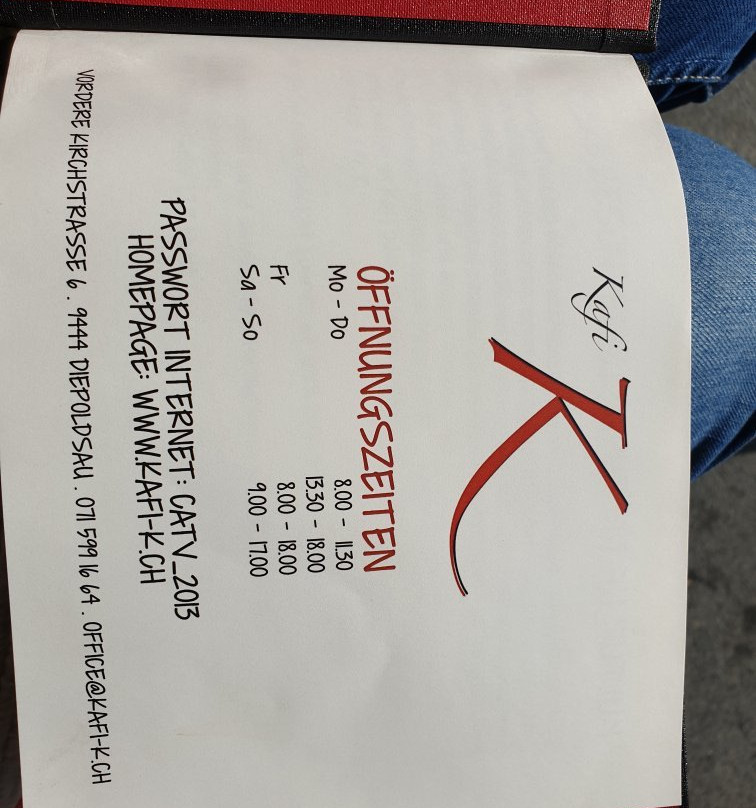 Kafi
K
ÖFFNUNGSZEITEN
Mo - Do 8.00 - 11.30
13.30 - 18.00
Fr 8.00 - 18.00
Sa - So 9.00 - 17.00
PASSWORT INTERNET: CATV_2013
HOMEPAGE: WWW.KAFI-K.CH
VORDERE KIRCHSTRASSE 6 . 9444 DIEPOLDSAU . 071 599 16 64 . OFFICE@KAFI-K.CH